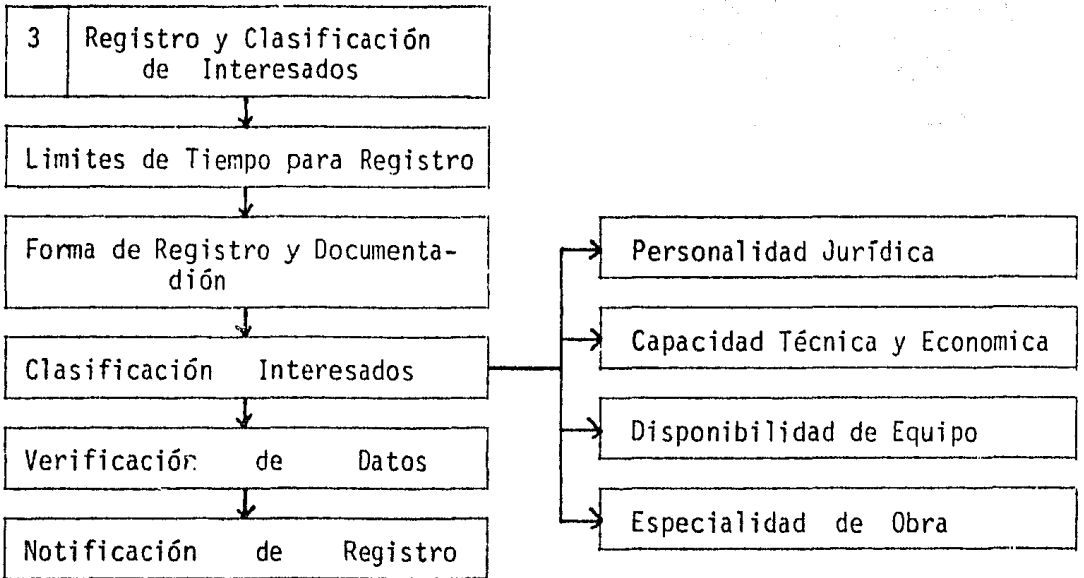 3 Registro y Clasificación
de Interesados
Limites de Tiempo para Registro
Forma de Registro y Documenta-
dión
Clasificación Interesados
Verificación de Datos
Notificación de Registro
Personalidad Jurídica
Capacidad Técnica y Economica
Disponibilidad de Equipo
Especialidad de Obra